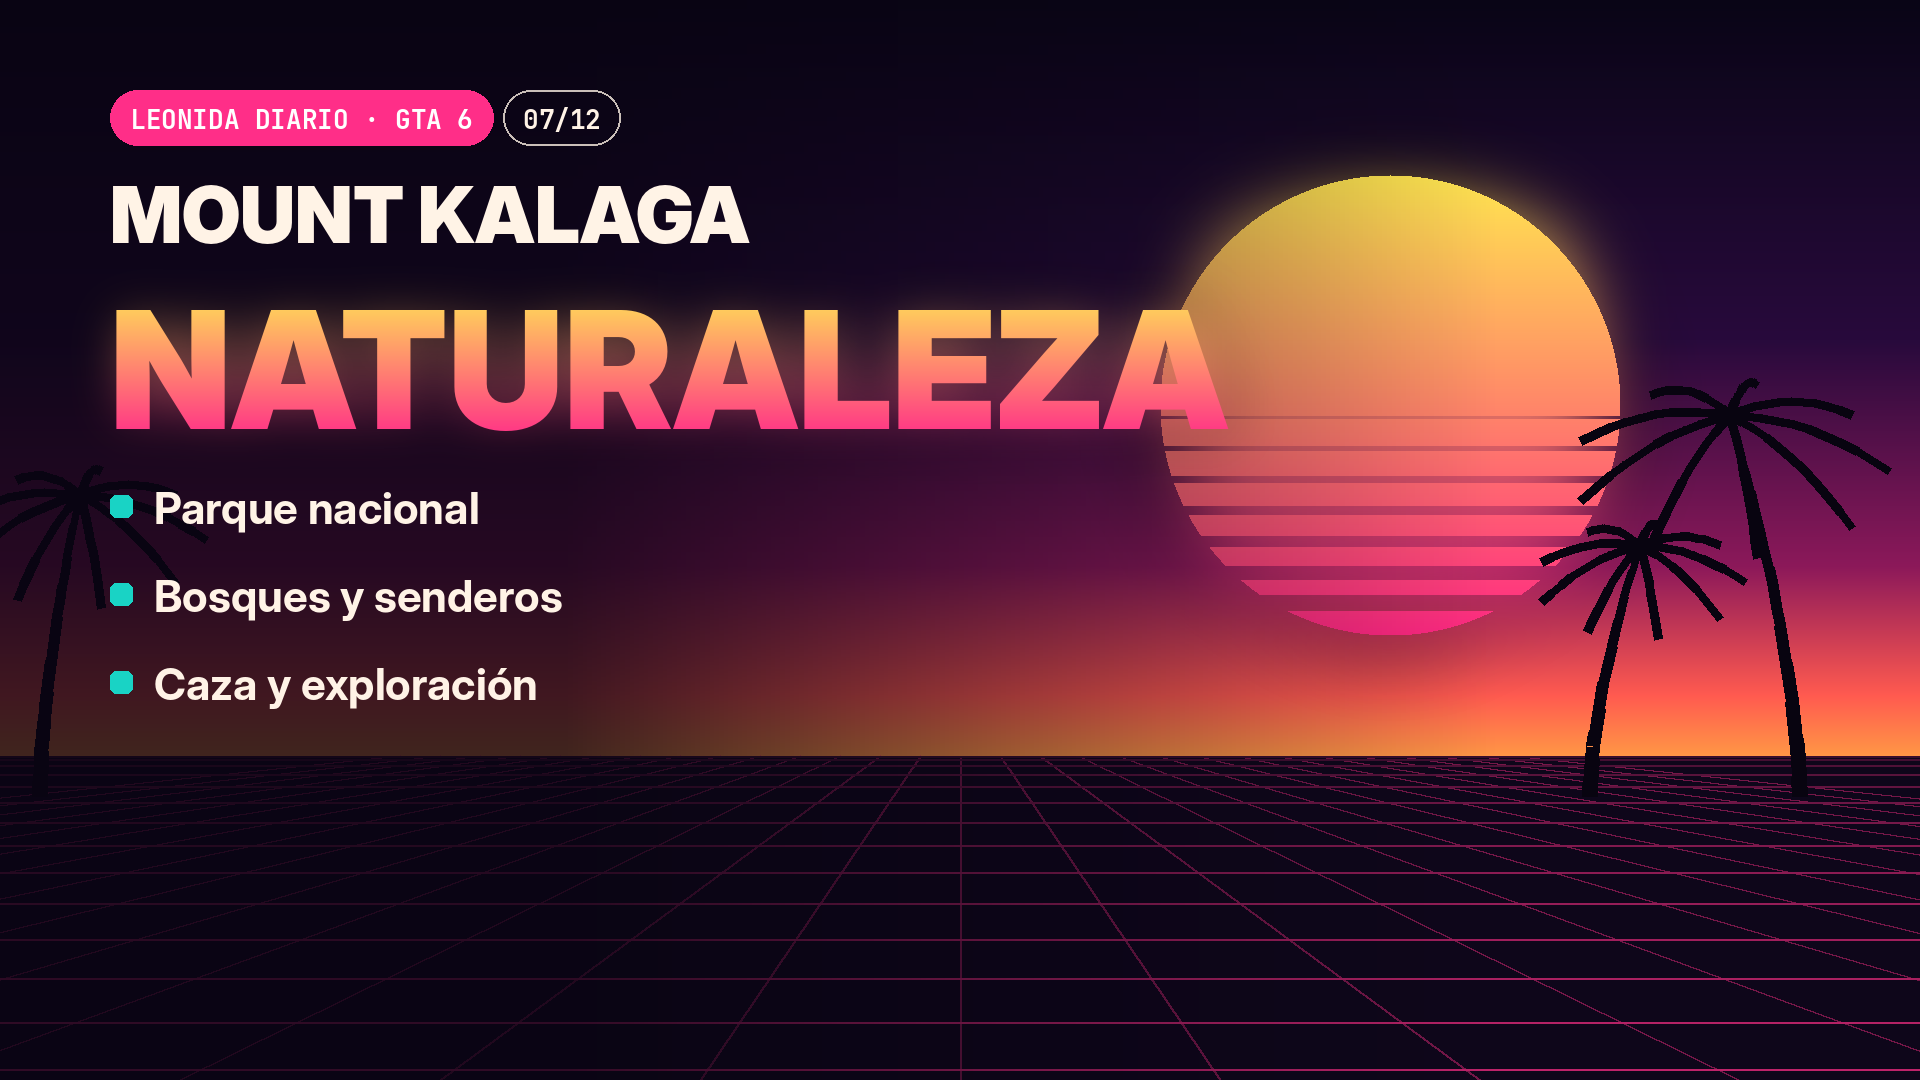 LEONIDA DIARIO · GTA 6 07/12
MOUNT KALAGA
NATURALEZA
Parque nacional
Bosques y senderos
Caza y exploración